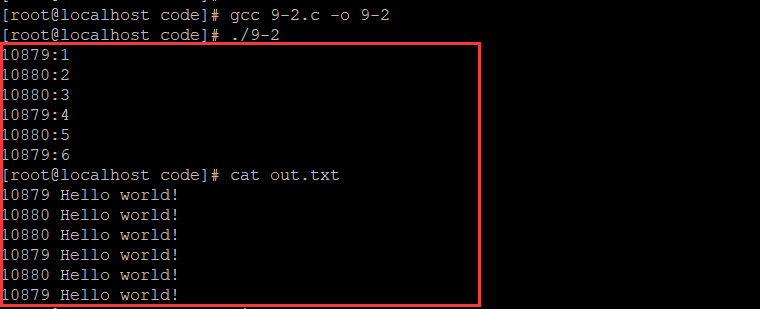 [root@localhost code]# gcc 9-2.c -o 9-2
[root@localhost code]# ./9-2
10879:1
10880:2
10880:3
10879:4
10880:5
10879:6
[root@localhost code]# cat out.txt
10879 Hello world!
10880 Hello world!
10880 Hello world!
10879 Hello world!
10880 Hello world!
10879 Hello world!